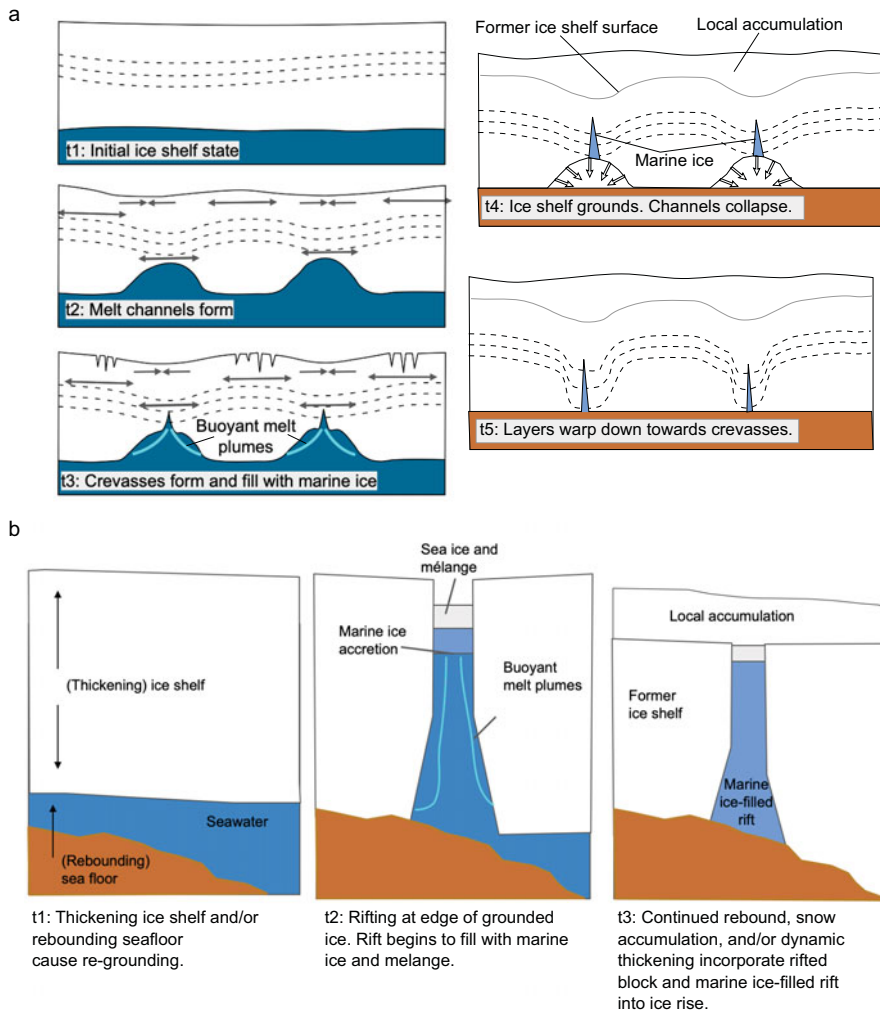 a
t1: Initial ice shelf state
t2: Melt channels form
Buoyant melt
plumes
t3: Crevasses form and fill with marine ice
Former ice shelf surface
Local accumulation
Marine ice
t4: Ice shelf grounds. Channels collapse.
t5: Layers warp down towards crevasses.
b
(Thickening) ice shelf
Seawater
(Rebounding)
sea floor
t1: Thickening ice shelf and/or
rebounding seafloor
cause re-grounding.
Sea ice and
mélange
Marine ice
accretion
Buoyant
melt plumes
t2: Rifting at edge of grounded
ice. Rift begins to fill with marine
ice and melange.
Local accumulation
Former
ice shelf
Marine
ice-filled
rift
t3: Continued rebound, snow
accumulation, and/or dynamic
thickening incorporate rifted
block and marine ice-filled rift
into ice rise.